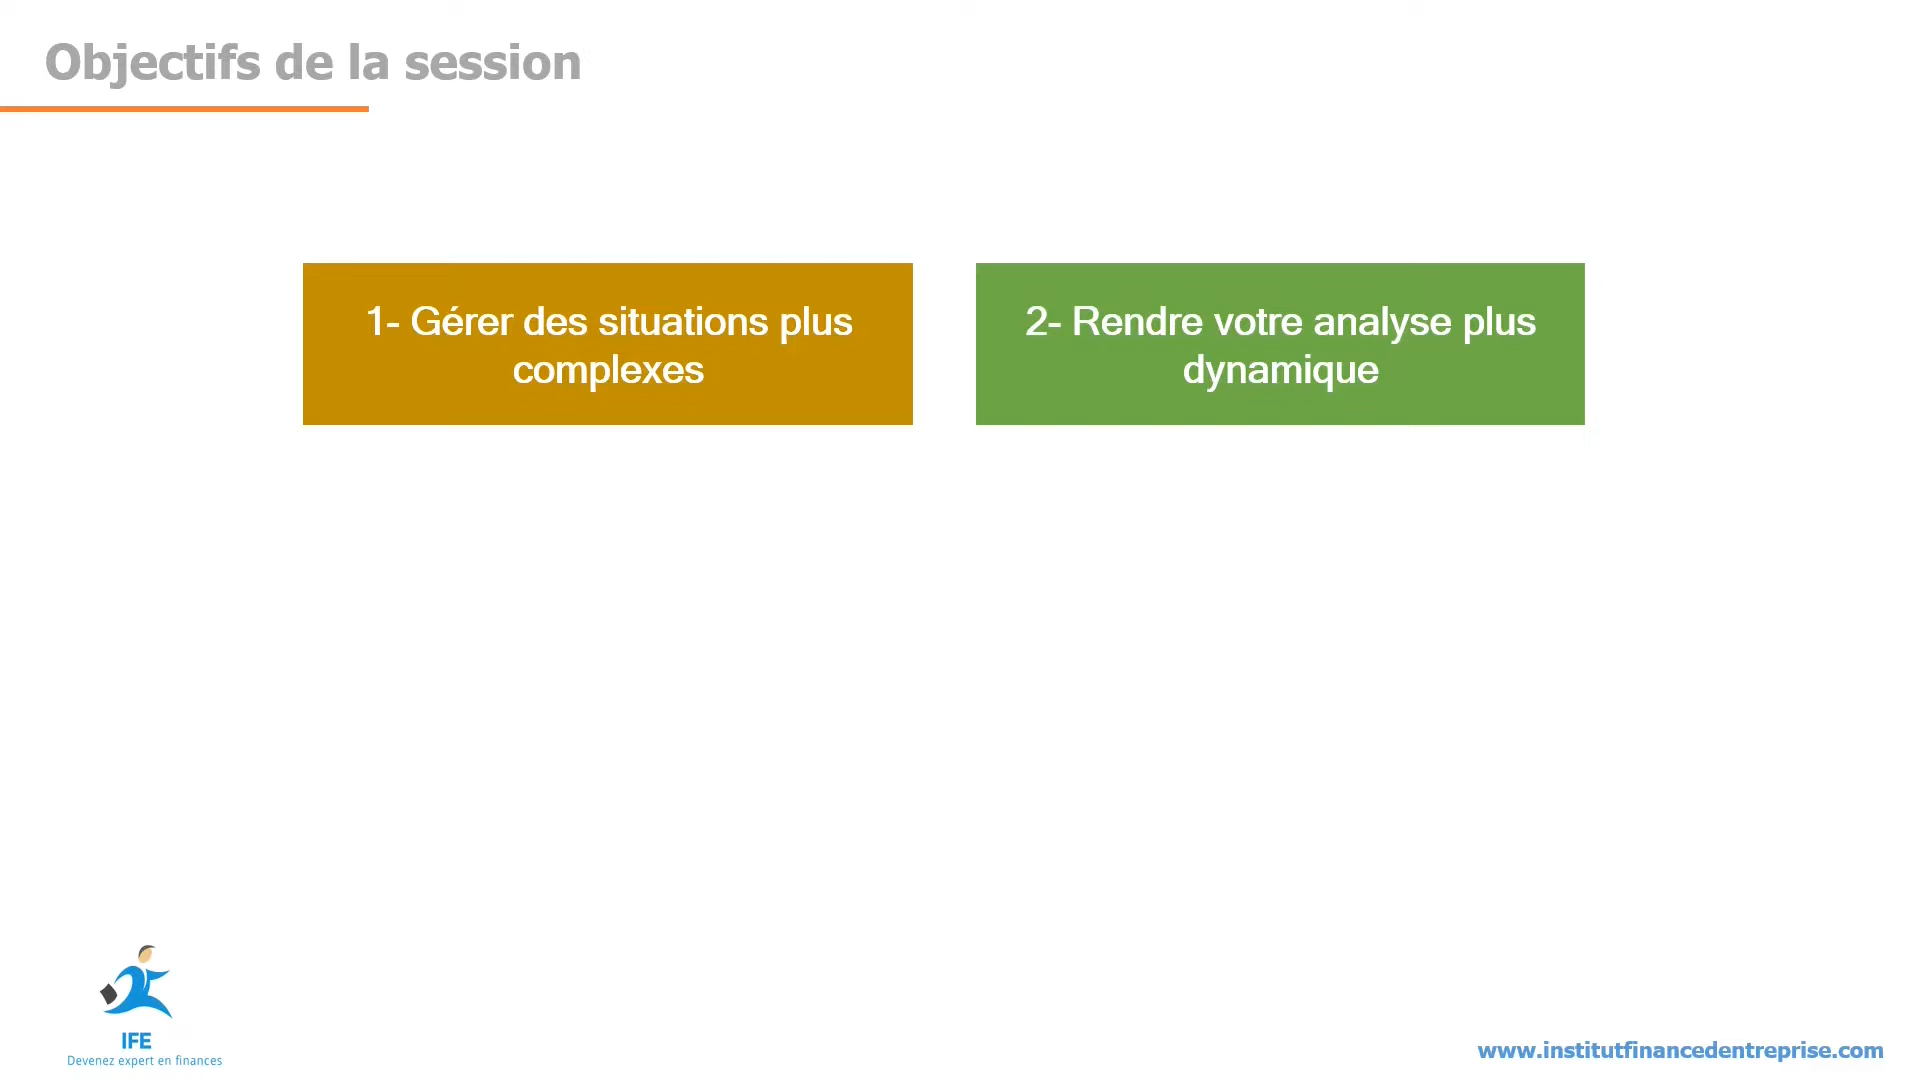 Objectifs de la session
1- Gérer des situations plus
complexes
2- Rendre votre analyse plus
dynamique
IFE
Devenez expert en finances
www.institutfinancedentreprise.com